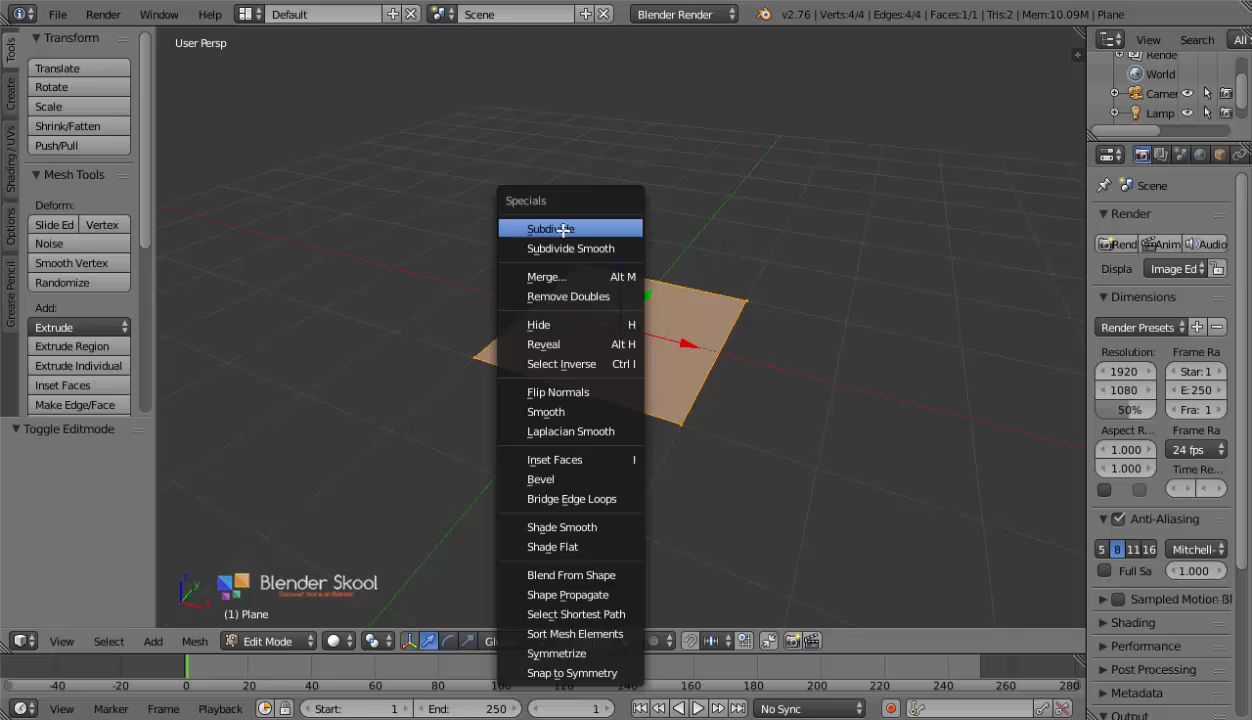 File Render Window Help Default Scene Blender Render v2.76 | Verts:4/4 | Edges:4/4 | Faces:1/1 | Tris:2 | Mem:10.09M | Plane
Tools
Create
Shading / UVs
Options
Grease Pencil
Transform
Translate
Rotate
Scale
Shrink/Fatten
Push/Pull
Mesh Tools
Deform:
Slide Ed Vertex
Noise
Smooth Vertex
Randomize
Add:
Extrude
Extrude Region
Extrude Individual
Inset Faces
Make Edge/Face
Toggle Editmode
User Persp
Specials
Subdivide
Subdivide Smooth
Merge... Alt M
Remove Doubles
Hide H
Reveal Alt H
Select Inverse Ctrl I
Flip Normals
Smooth
Laplacian Smooth
Inset Faces I
Bevel
Bridge Edge Loops
Shade Smooth
Shade Flat
Blend From Shape
Shape Propagate
Select Shortest Path
Sort Mesh Elements
Symmetrize
Snap to Symmetry
Blender Skool
(1) Plane
View Select Add Mesh Edit Mode
-40 -20 0 20 40 60 80 100 120 160 180 200 220 240 260 280
View Marker Frame Playback Start: 1 End: 250 1 No Sync
View Search All
Rende
World
Camer
Lamp
Scene
Render
Rend Anim Audio
Displa Image Ed
Dimensions
Render Presets
Resolution: Frame Ra
1920 Star: 1
1080 E: 250
50% Fra: 1
Aspect R... Frame Ra
1.000 24 fps
1.000 Time Re...
Anti-Aliasing
5 8 11 16 Mitchell-
Full Sa 1.000
Sampled Motion Bl
Shading
Performance
Post Processing
Metadata
Output